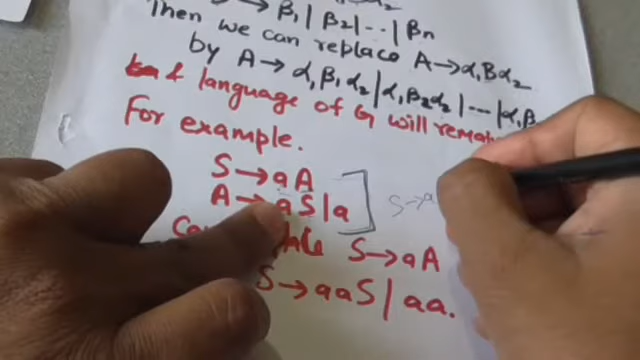 → β₁ | β₂ | -- | βn
Then we can replace A → α₁Bα₂
by A → α₁β₁α₂ | α₁β₂α₂ | --- | α₁β
& language of G will rema
For example.
S → aA
A → aS | a
S → a
S → aA
S → aaS | aa.